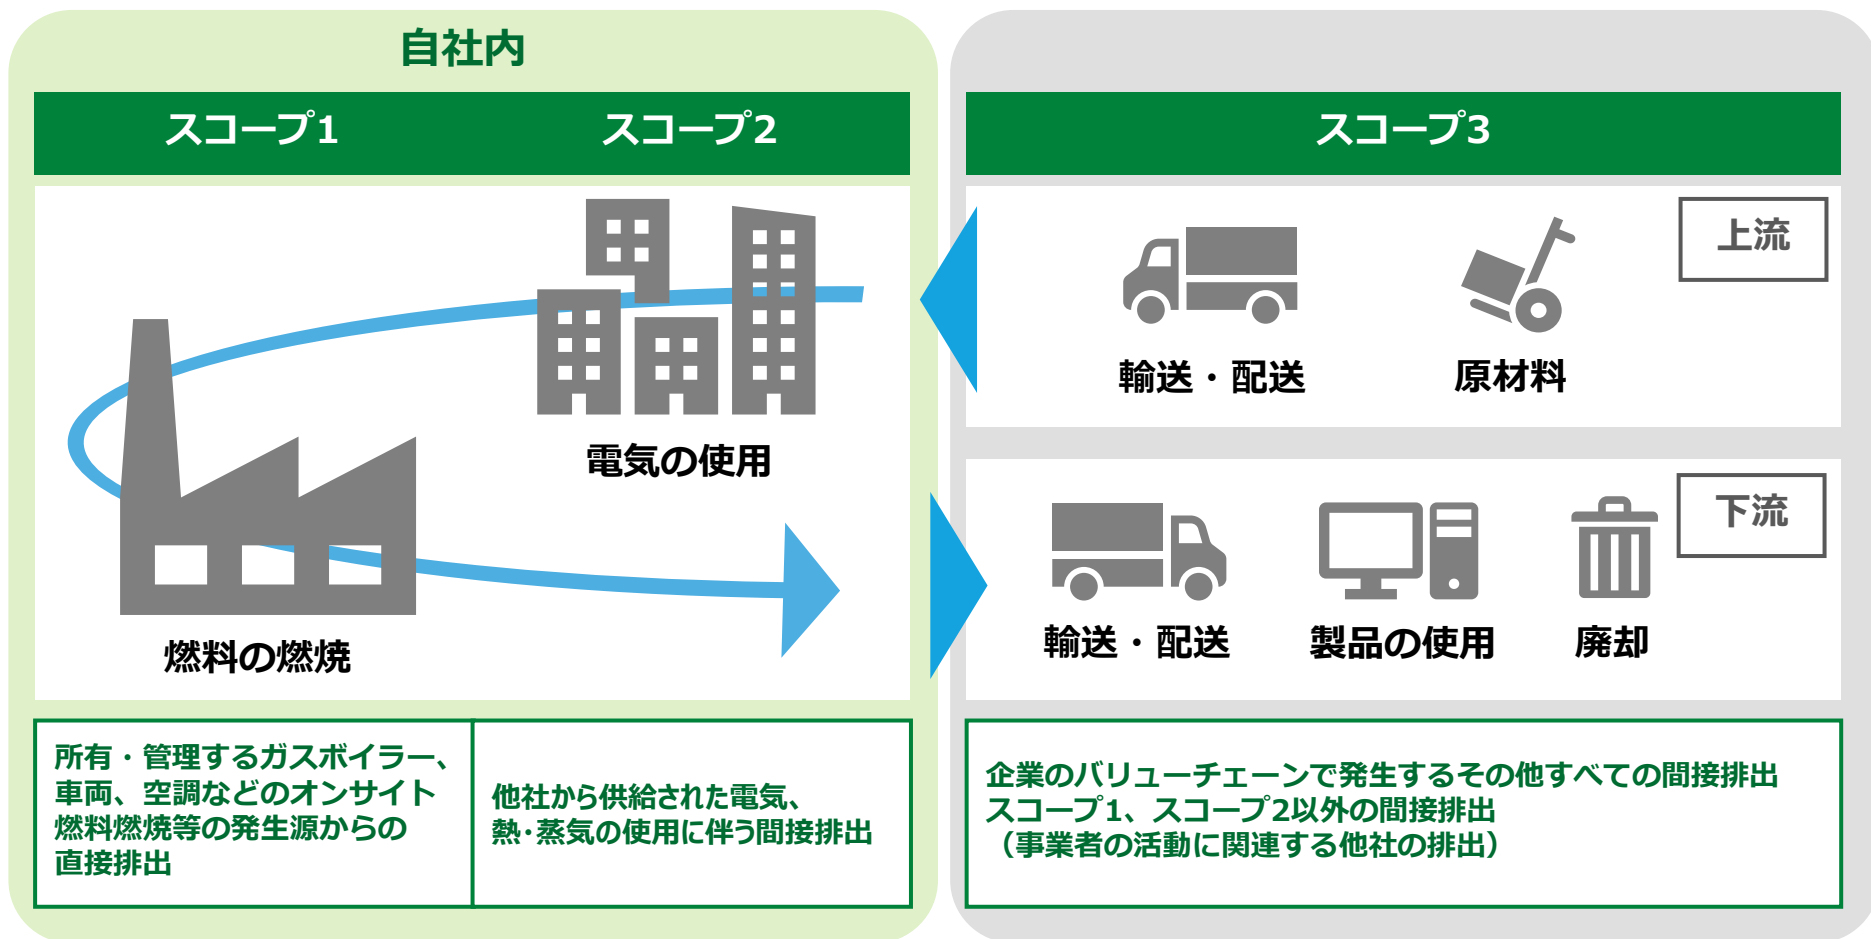 自社内
スコープ1
スコープ2
電気の使用
燃料の燃焼
所有・管理するガスボイラー、
車両、空調などのオンサイト
燃料燃焼等の発生源からの
直接排出
他社から供給された電気、
熱・蒸気の使用に伴う間接排出
スコープ3
上流
輸送・配送
原材料
下流
輸送・配送
製品の使用
廃却
企業のバリューチェーンで発生するその他すべての間接排出
スコープ1、スコープ2以外の間接排出
（事業者の活動に関連する他社の排出）